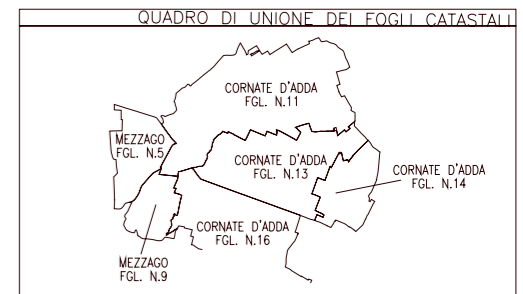 QUADRO DI UNIONE DEI FOGLI CATASTALI
CORNATE D'ADDA
FGL. N.11
MEZZAGO
FGL. N.5
CORNATE D'ADDA
FGL. N.13
CORNATE D'ADDA
FGL. N.14
CORNATE D'ADDA
FGL. N.16
MEZZAGO
FGL. N.9